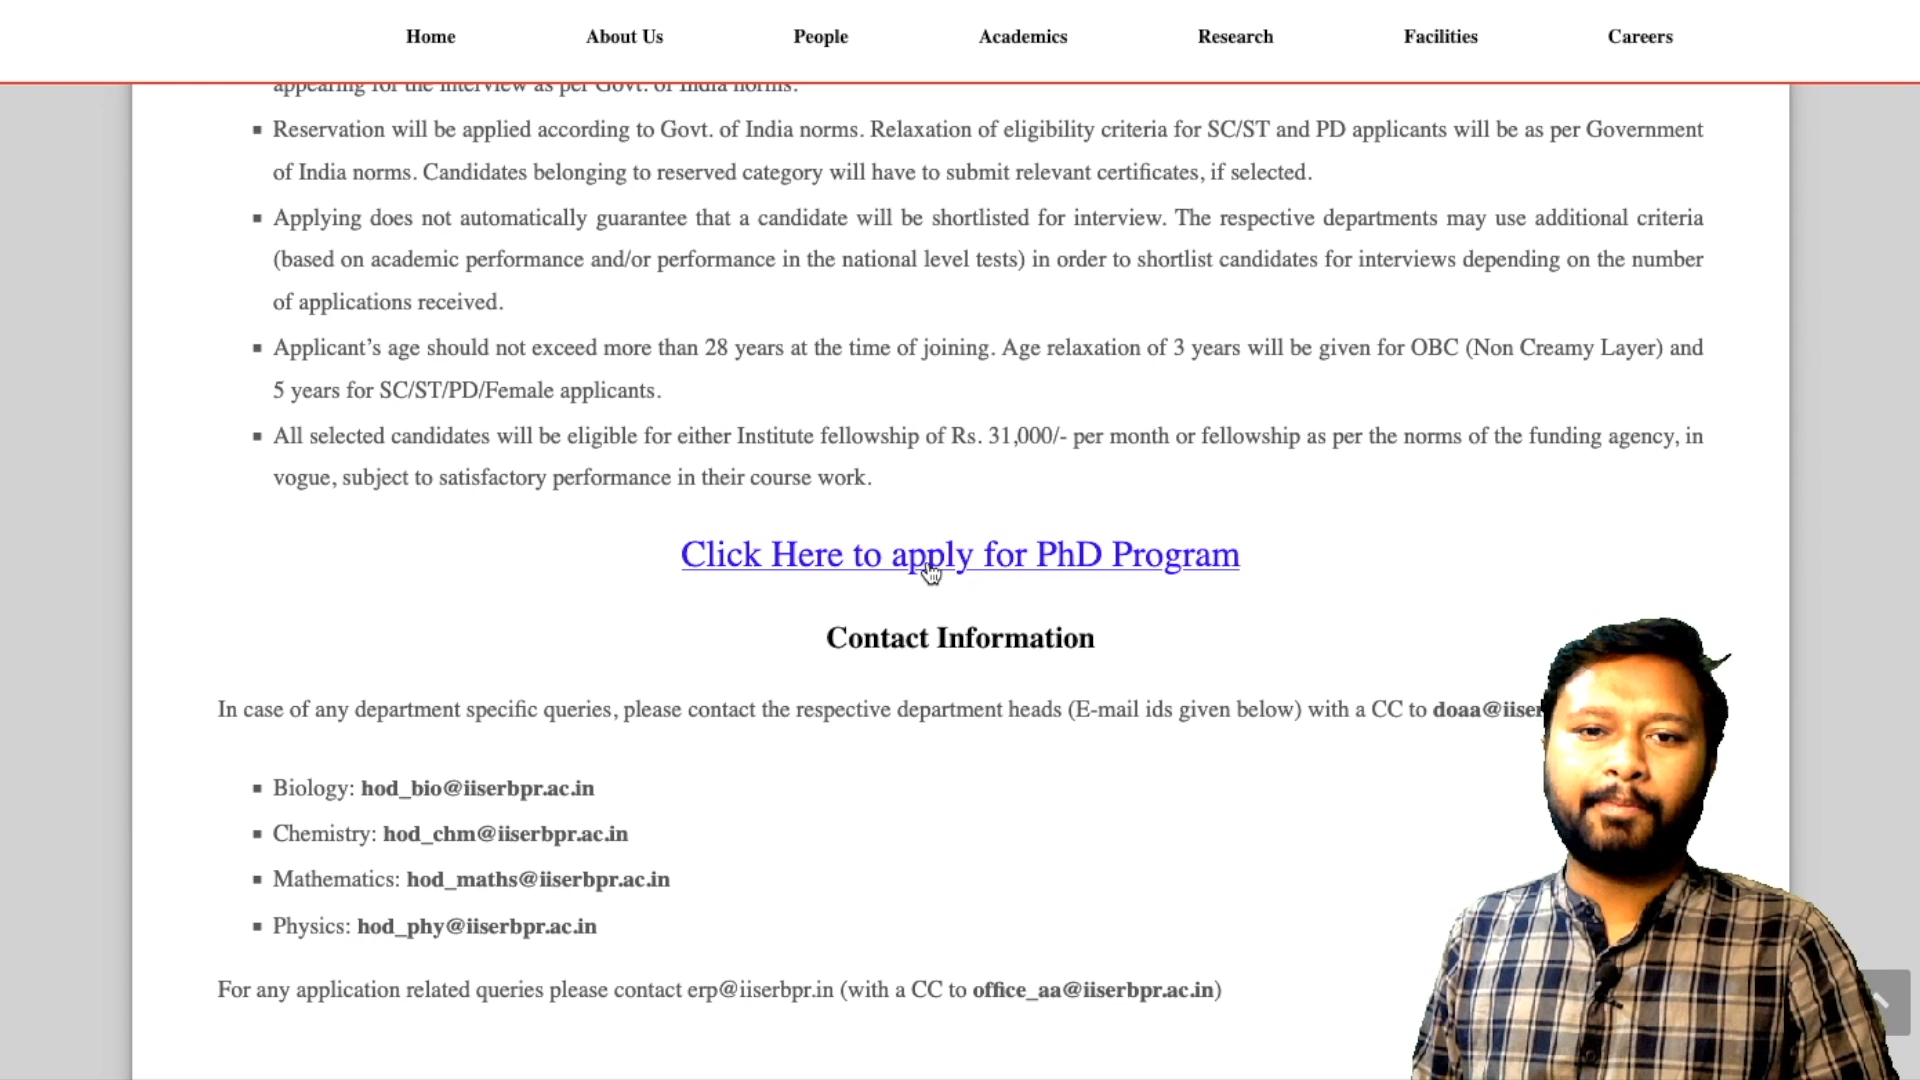 Home About Us People Academics Research Facilities Careers
appearing for the interview as per Govt. of India norms.
▪ Reservation will be applied according to Govt. of India norms. Relaxation of eligibility criteria for SC/ST and PD applicants will be as per Government
of India norms. Candidates belonging to reserved category will have to submit relevant certificates, if selected.
▪ Applying does not automatically guarantee that a candidate will be shortlisted for interview. The respective departments may use additional criteria
(based on academic performance and/or performance in the national level tests) in order to shortlist candidates for interviews depending on the number
of applications received.
▪ Applicant’s age should not exceed more than 28 years at the time of joining. Age relaxation of 3 years will be given for OBC (Non Creamy Layer) and
5 years for SC/ST/PD/Female applicants.
▪ All selected candidates will be eligible for either Institute fellowship of Rs. 31,000/- per month or fellowship as per the norms of the funding agency, in
vogue, subject to satisfactory performance in their course work.
Click Here to apply for PhD Program
Contact Information
In case of any department specific queries, please contact the respective department heads (E-mail ids given below) with a CC to
▪ Biology: hod_bio@iiserbpr.ac.in
▪ Chemistry: hod_chm@iiserbpr.ac.in
▪ Mathematics: hod_maths@iiserbpr.ac.in
▪ Physics: hod_phy@iiserbpr.ac.in
For any application related queries please contact erp@iiserbpr.in (with a CC to office_aa@iiserbpr.ac.in)